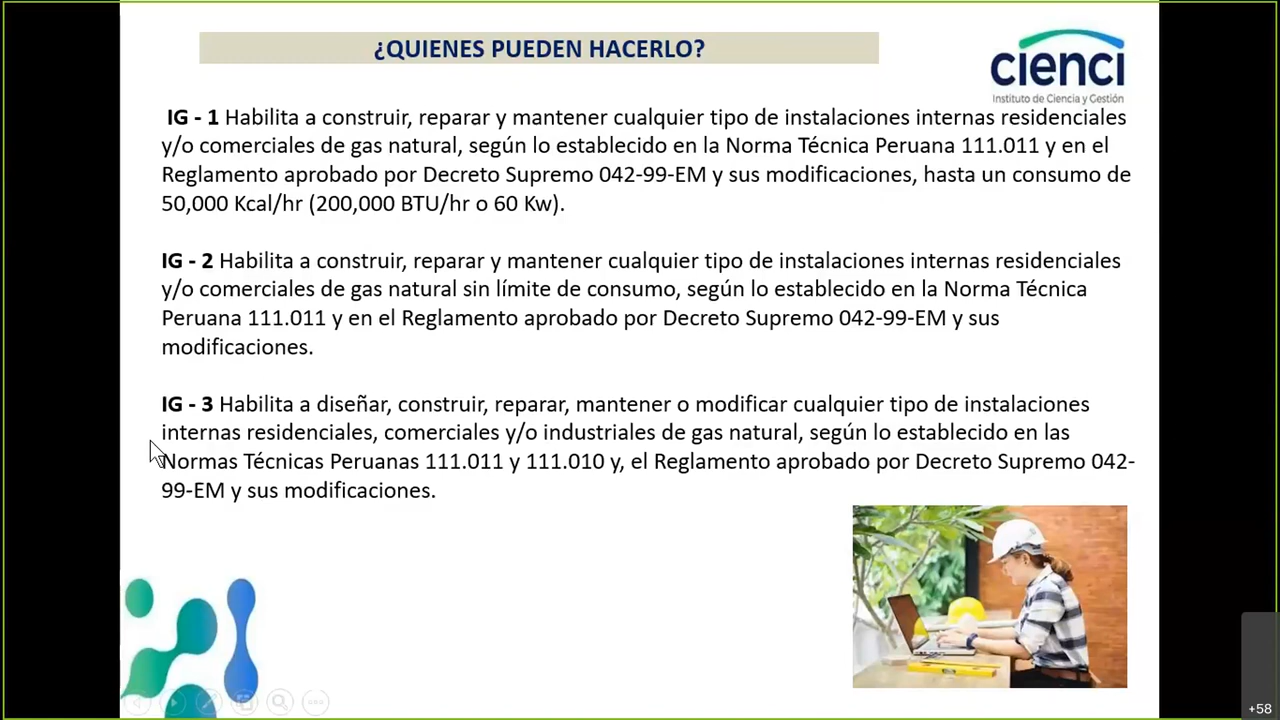 ¿QUIENES PUEDEN HACERLO?
cienci
Instituto de Ciencia y Gestión
IG - 1 Habilita a construir, reparar y mantener cualquier tipo de instalaciones internas residenciales
y/o comerciales de gas natural, según lo establecido en la Norma Técnica Peruana 111.011 y en el
Reglamento aprobado por Decreto Supremo 042-99-EM y sus modificaciones, hasta un consumo de
50,000 Kcal/hr (200,000 BTU/hr o 60 Kw).
IG - 2 Habilita a construir, reparar y mantener cualquier tipo de instalaciones internas residenciales
y/o comerciales de gas natural sin límite de consumo, según lo establecido en la Norma Técnica
Peruana 111.011 y en el Reglamento aprobado por Decreto Supremo 042-99-EM y sus
modificaciones.
IG - 3 Habilita a diseñar, construir, reparar, mantener o modificar cualquier tipo de instalaciones
internas residenciales, comerciales y/o industriales de gas natural, según lo establecido en las
Normas Técnicas Peruanas 111.011 y 111.010 y, el Reglamento aprobado por Decreto Supremo 042-
99-EM y sus modificaciones.
+58